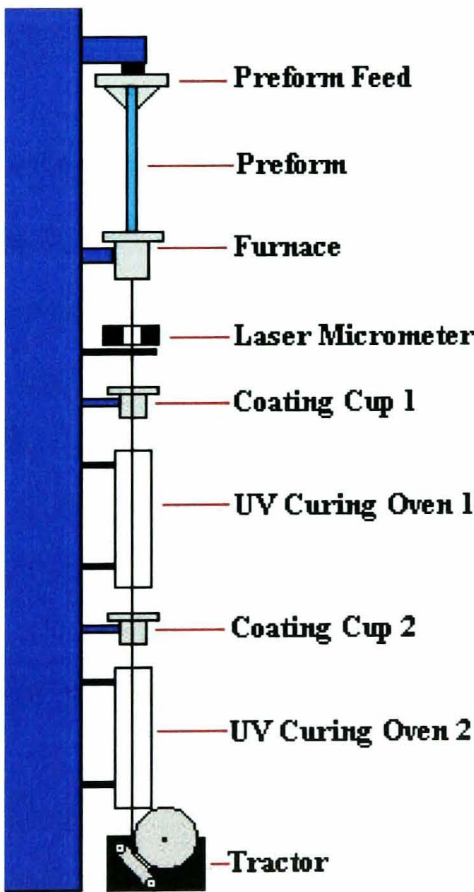 Preform Feed
Preform
Furnace
Laser Micrometer
Coating Cup 1
UV Curing Oven 1
Coating Cup 2
UV Curing Oven 2
Tractor